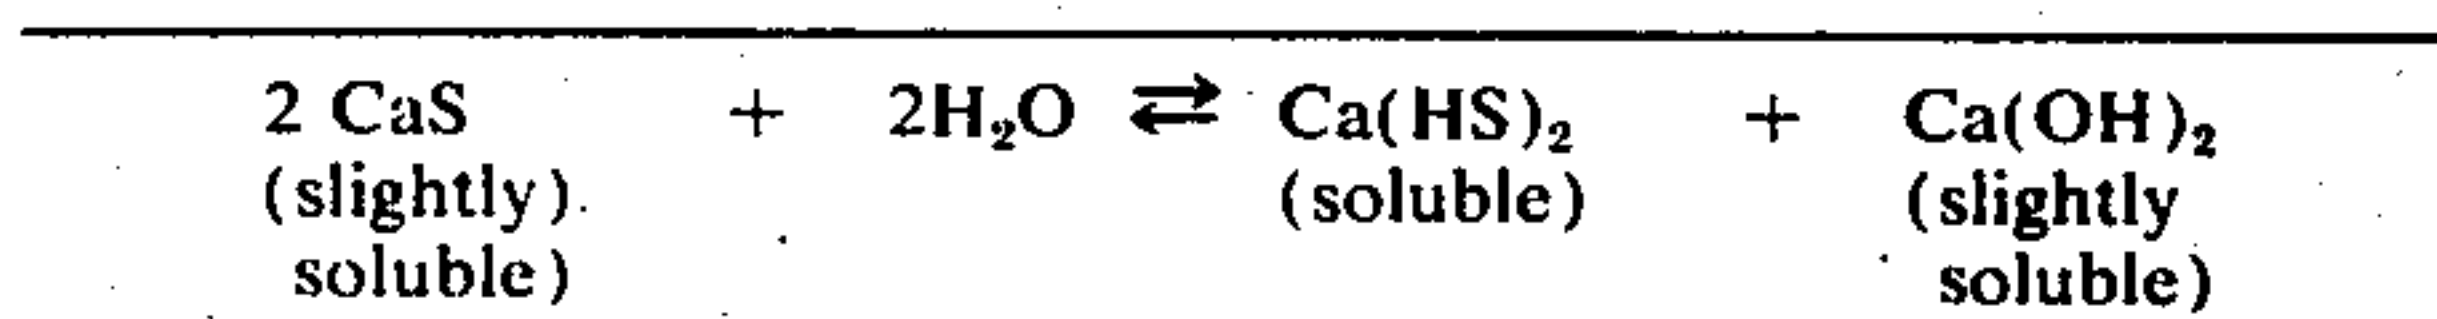 2 CaS + 2H₂O ⇄ Ca(HS)₂ + Ca(OH)₂
(slightly). (soluble) (slightly
soluble) soluble)